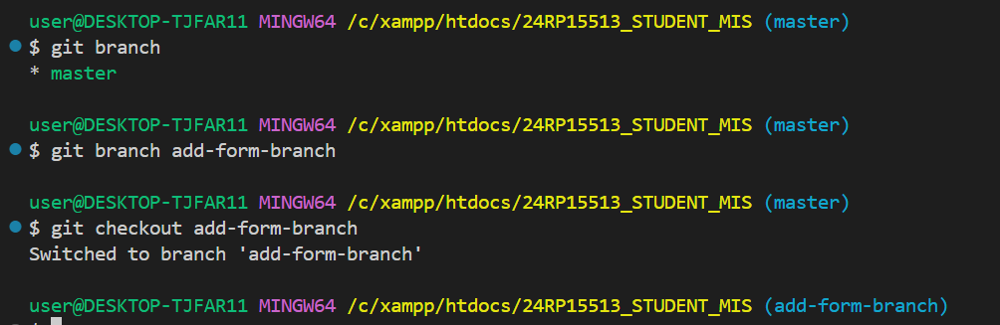 user@DESKTOP-TJFAR11 MINGW64 /c/xampp/htdocs/24RP15513_STUDENT_MIS (master)
$ git branch
* master
user@DESKTOP-TJFAR11 MINGW64 /c/xampp/htdocs/24RP15513_STUDENT_MIS (master)
$ git branch add-form-branch
user@DESKTOP-TJFAR11 MINGW64 /c/xampp/htdocs/24RP15513_STUDENT_MIS (master)
$ git checkout add-form-branch
Switched to branch 'add-form-branch'
user@DESKTOP-TJFAR11 MINGW64 /c/xampp/htdocs/24RP15513_STUDENT_MIS (add-form-branch)